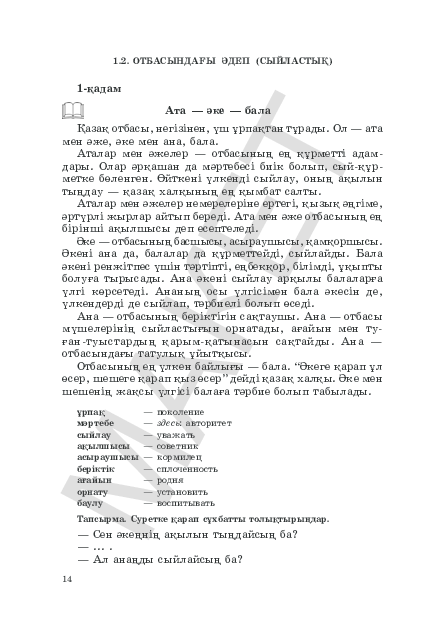 1.2. ОТБАСЫНДАҒЫ ӘДЕП (СЫЙЛАСТЫҚ)
1-қадам
Ата — әке — бала
Қазақ отбасы, негізінен, үш ұрпақтан тұрады. Ол — ата
мен әже, әке мен ана, бала.
Аталар мен әжелер — отбасының ең құрметті адам-
дары. Олар әрқашан да мәртебесі биік болып, сый-құр-
метке бөленген. Өйткені үлкенді сыйлау, оның ақылын
тыңдау — қазақ халқының ең қымбат салты.
Аталар мен әжелер немерелеріне ертегі, қызық әңгіме,
әртүрлі жырлар айтып береді. Ата мен әже отбасының ең
бірінші ақылшысы деп есептеледі.
Әке — отбасының басшысы, асыраушысы, қамқоршысы.
Әкені ана да, балалар да құрметтейді, сыйлайды. Бала
әкені ренжітпес үшін тәртіпті, еңбекқор, білімді, ұқыпты
болуға тырысады. Ана әкені сыйлау арқылы балаларға
үлгі көрсетеді. Ананың осы үлгісімен бала әкесін де,
үлкендерді де сыйлап, тәрбиелі болып өседі.
Ана — отбасының беріктігін сақтаушы. Ана — отбасы
мүшелерінің сыйластығын орнатады, ағайын мен ту-
ған-туыстардың қарым-қатынасын сақтайды. Ана —
отбасындағы татулық ұйытқысы.
Отбасының ең үлкен байлығы — бала. “Әкеге қарап ұл
өсер, шешеге қарап қыз өсер” дейді қазақ халқы. Әке мен
шешенің жақсы үлгісі балаға тәрбие болып табылады.
ұрпақ — поколение
мәртебе — здесь: авторитет
сыйлау — уважать
ақылшысы — советник
асыраушысы — кормилец
беріктік — сплоченность
ағайын — родня
орнату — установить
баулу — воспитывать
Тапсырма. Суретке қарап сұхбатты толықтырыңдар.
— Сен әкеңнің ақылын тыңдайсың ба?
— ... .
— Ал анаңды сыйлайсың ба?
14
МАКЕТ